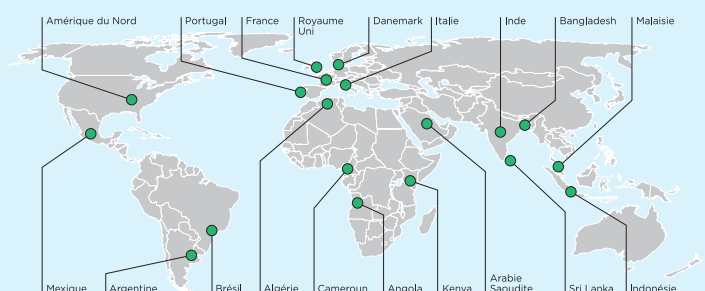 Amérique du Nord
Portugal
France
Royaume
Uni
Danemark
Italie
Inde
Bangladesh
Malaisie
Mexique
Argentine
Brésil
Algérie
Cameroun
Angola
Kenya
Arabie
Saoudite
Sri Lanka
Indonésie